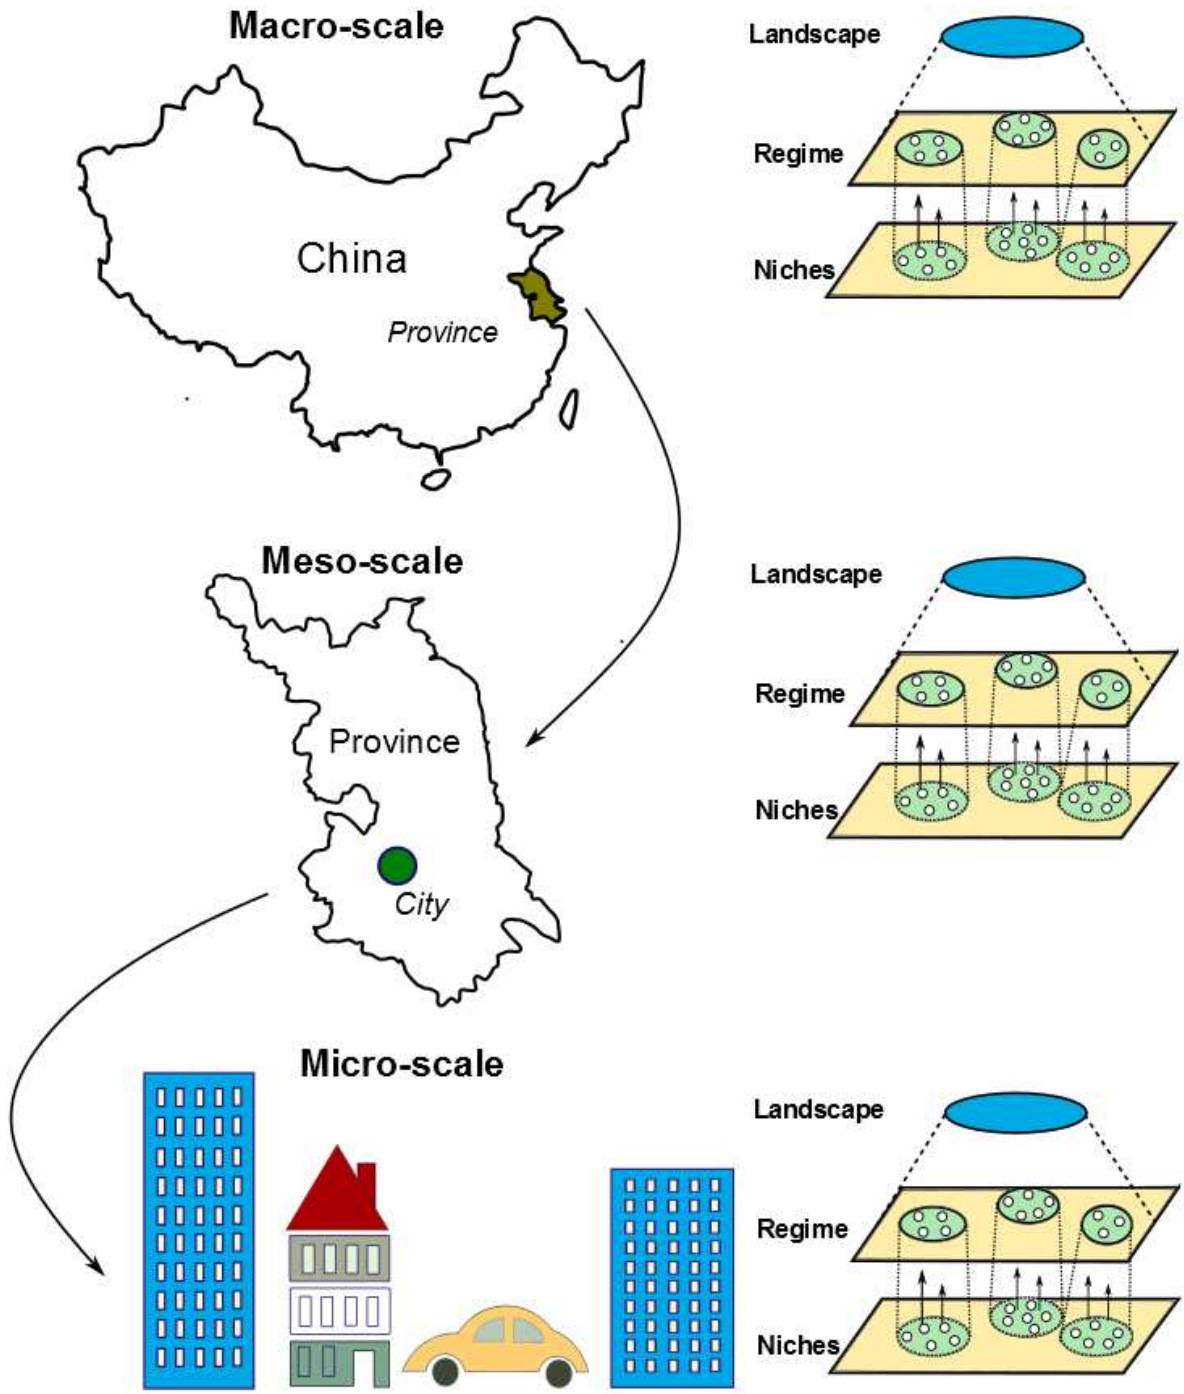 Macro-scale
Landscape
Regime
Niches
China
Province
Meso-scale
Landscape
Regime
Niches
Province
City
Micro-scale
Landscape
Regime
Niches